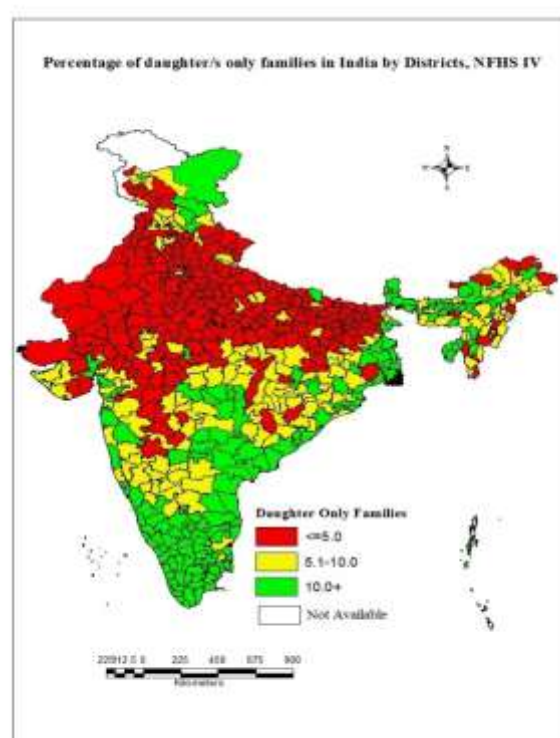 Percentage of daughter/s only families in India by Districts, NFHS IV
N
W E
S
Daughter Only Families
<=5.0
5.1-10.0
10.0+
Not Available
225 450 675 900
Kilometers